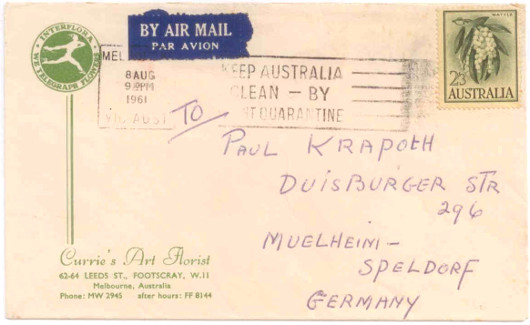 INTERFLORA
WE TELEGRAPH FLOWERS
BY AIR MAIL
PAR AVION
MEL
8 AUG
9 PM
1961
VIC. AUST
KEEP AUSTRALIA
CLEAN – BY
QUARANTINE
WATTLE
2/3
AUSTRALIA
TO
PAUL KRAPOTH
DUISBURGER STR
296
MUELHEIM –
SPELDORF
GERMANY
Currie's Art Florist
62-64 LEEDS ST., FOOTSCRAY, W.11
Melbourne, Australia
Phone: MW 2945 after hours: FF 8144